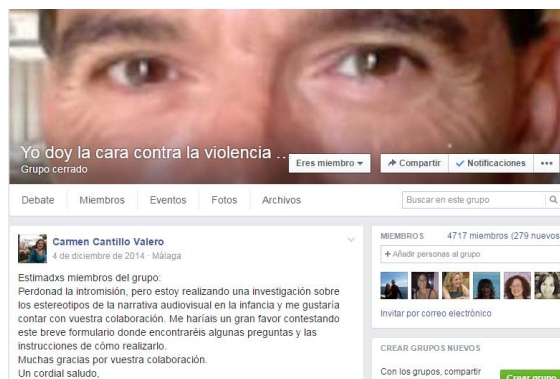 Yo doy la cara contra la violencia ...
Grupo cerrado
Eres miembro
Compartir
Notificaciones
Debate
Miembros
Eventos
Fotos
Archivos
Buscar en este grupo
Carmen Cantillo Valero
4 de diciembre de 2014 · Málaga
Estimadxs miembros del grupo:
Perdonad la intromisión, pero estoy realizando una investigación sobre
los estereotipos de la narrativa audiovisual en la infancia y me gustaría
contar con vuestra colaboración. Me haríais un gran favor contestando
este breve formulario donde encontraréis algunas preguntas y las
instrucciones de cómo realizarlo.
Muchas gracias por vuestra colaboración.
Un cordial saludo,
MIEMBROS
4717 miembros (279 nuevos
+ Añadir personas al grupo
Invitar por correo electrónico
CREAR GRUPOS NUEVOS
Con los grupos, compartir
Crear grupo